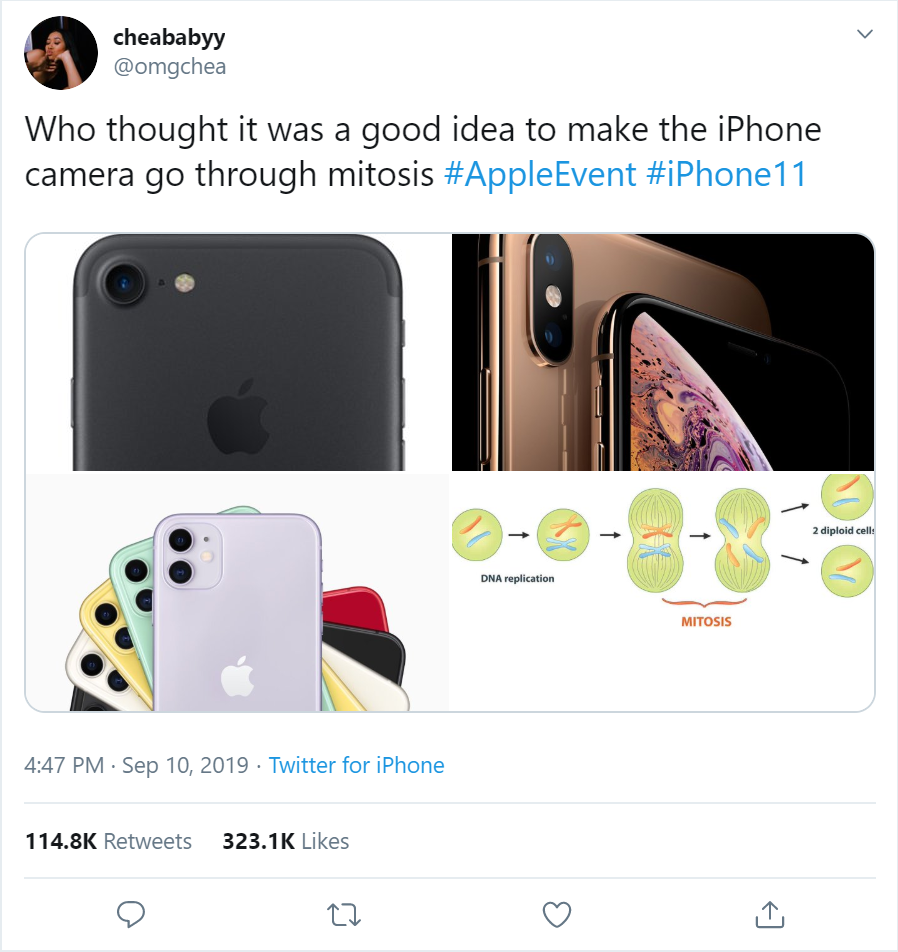 cheababyy
@omgchea
Who thought it was a good idea to make the iPhone
camera go through mitosis #AppleEvent #iPhone11
DNA replication
MITOSIS
2 diploid cells
4:47 PM · Sep 10, 2019 · Twitter for iPhone
114.8K Retweets 323.1K Likes